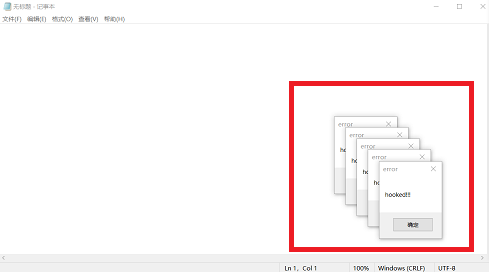 无标题 - 记事本
文件(F) 编辑(E) 格式(O) 查看(V) 帮助(H)
error
ho
error
ho
error
ho
error
ho
error
hooked!!!
确定
Ln 1, Col 1 100% Windows (CRLF) UTF-8